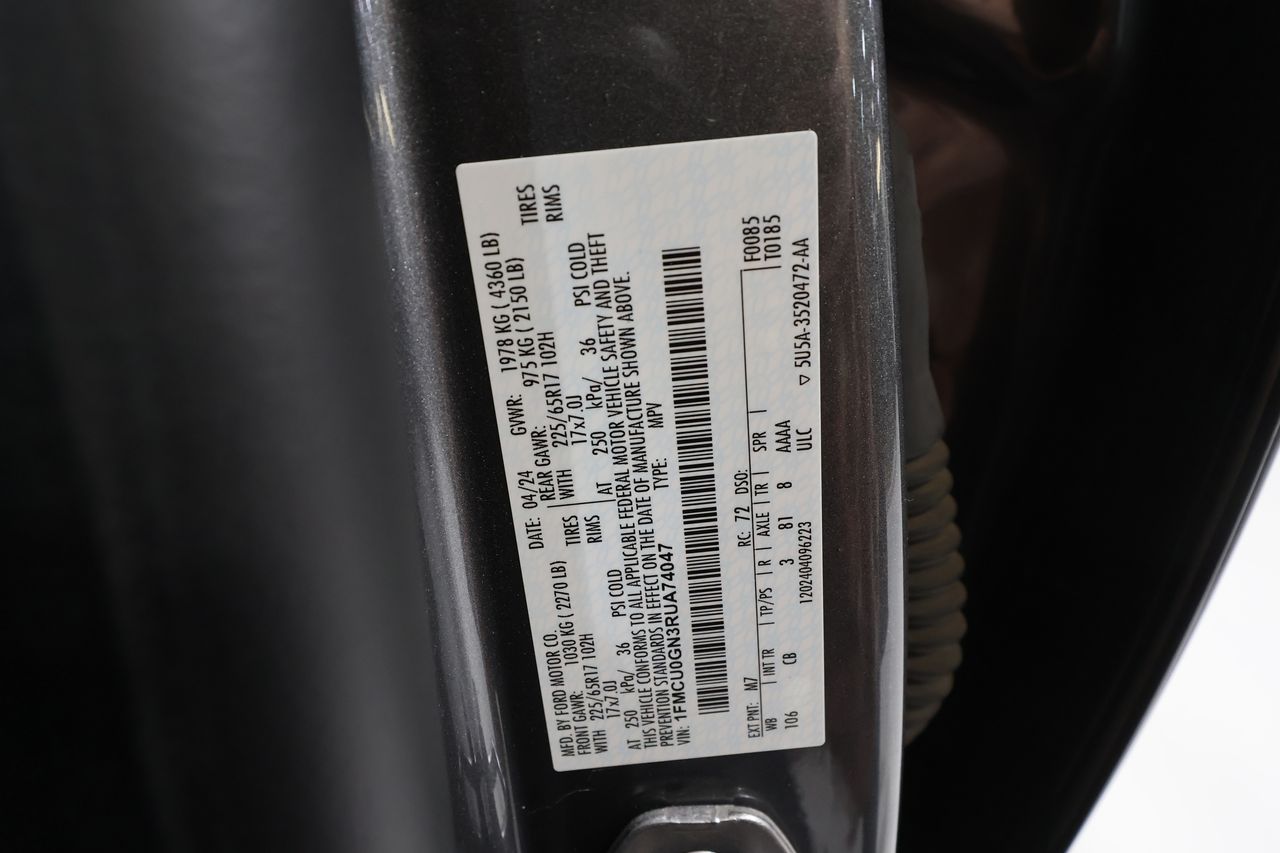 MFD. BY FORD MOTOR CO. DATE: 04/24 GVWR: 1978 KG ( 4360 LB)
FRONT GAWR: 1030 KG ( 2270 LB) REAR GAWR: 975 KG ( 2150 LB)
WITH 225/65R17 102H TIRES WITH 225/65R17 102H TIRES
17x7.0J RIMS 17x7.0J RIMS
AT 250 kPa/ 36 PSI COLD AT 250 kPa/ 36 PSI COLD
THIS VEHICLE CONFORMS TO ALL APPLICABLE FEDERAL MOTOR VEHICLE SAFETY AND THEFT
PREVENTION STANDARDS IN EFFECT ON THE DATE OF MANUFACTURE SHOWN ABOVE.
VIN: 1FMCU0GN3RUA74047 TYPE: MPV
EXT PNT: M7 RC: 72 DSO: F0085
WB INT TR TP/PS R AXLE TR SPR T0185
106 CB 3 81 8 AAAA
1202404096223 ULC ▽ 5U5A-3520472-AA